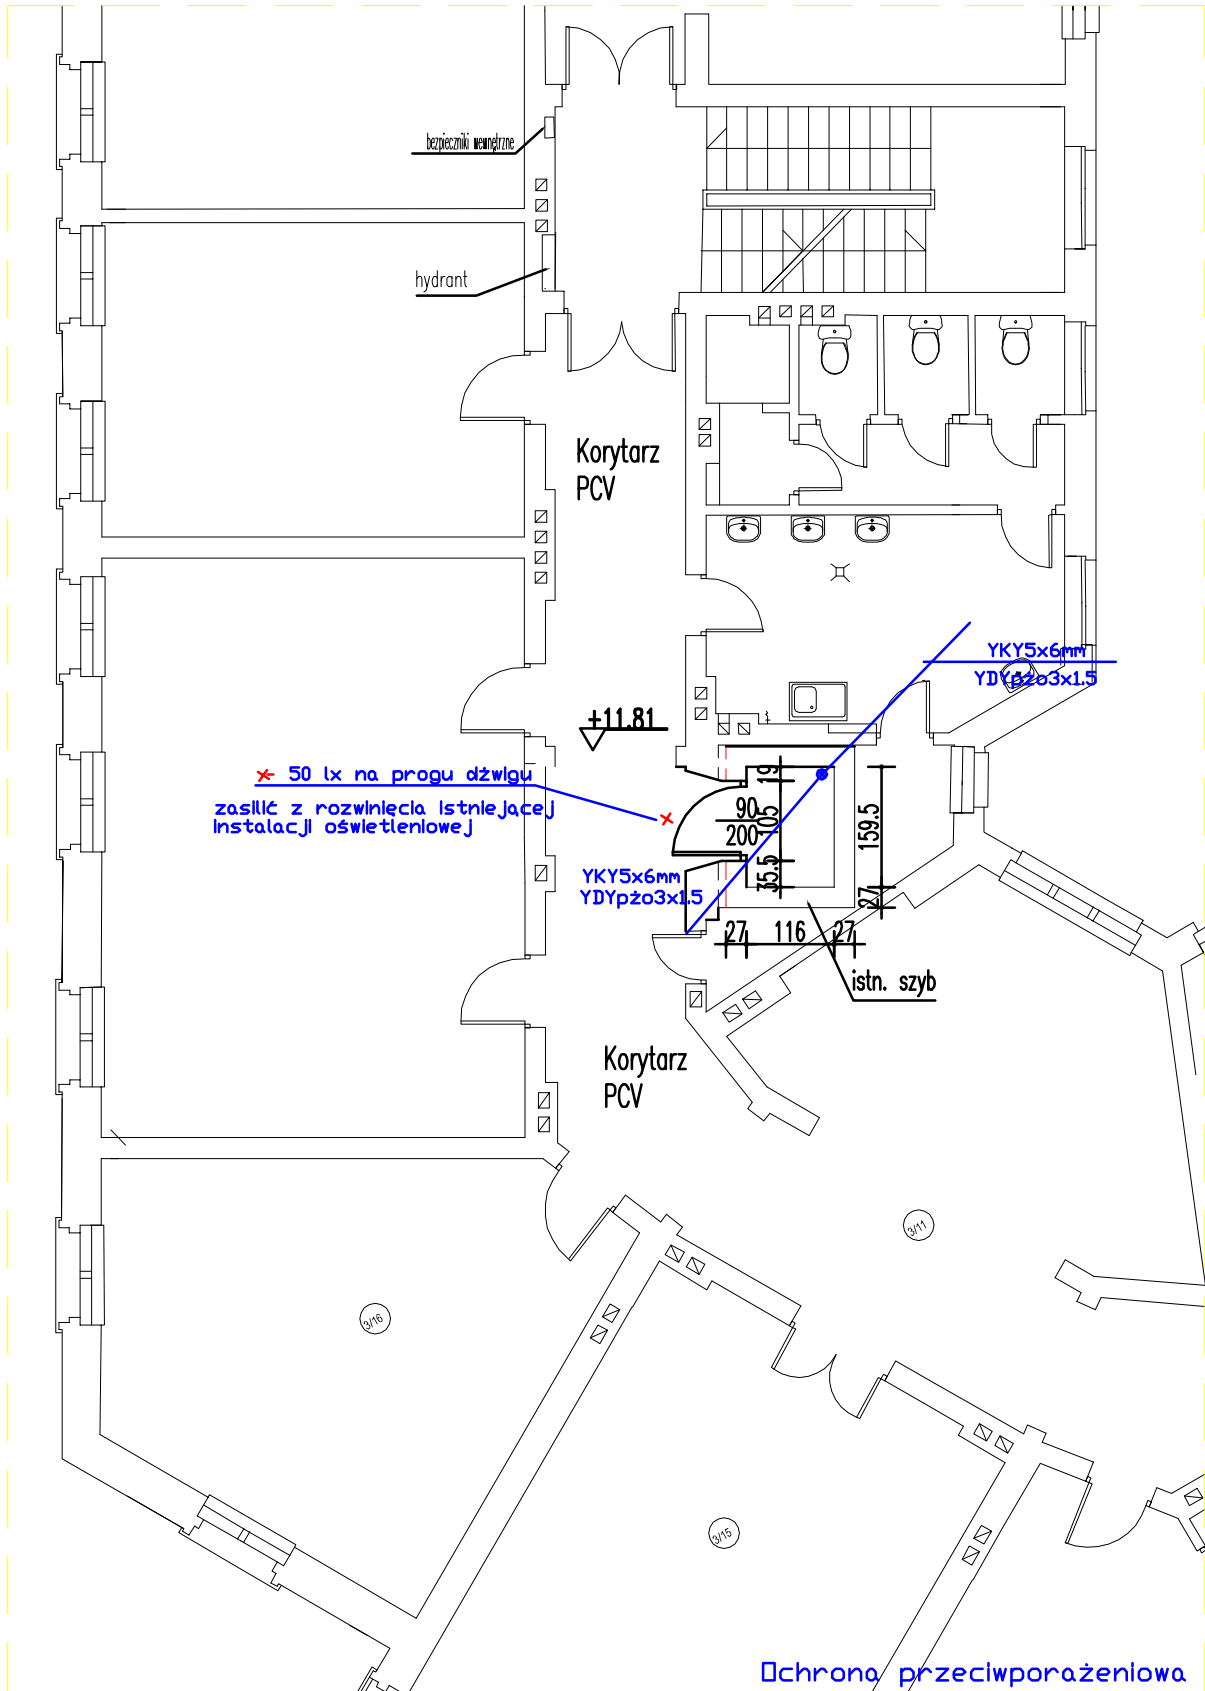 bezpieczniki wewnętrzne
hydrant
Korytarz
PCV
YKY5x6mm
YDYpżo3x1.5
+11.81
50 lx na progu dźwigu
zasilić z rozwinięcia istniejącej
instalacji oświetleniowej
19
90
200
105
35.5
159.5
27
YKY5x6mm
YDYpżo3x1.5
27 116 27
istn. szyb
Korytarz
PCV
3/11
3/16
3/15
Ochrona przeciwporażeniowa